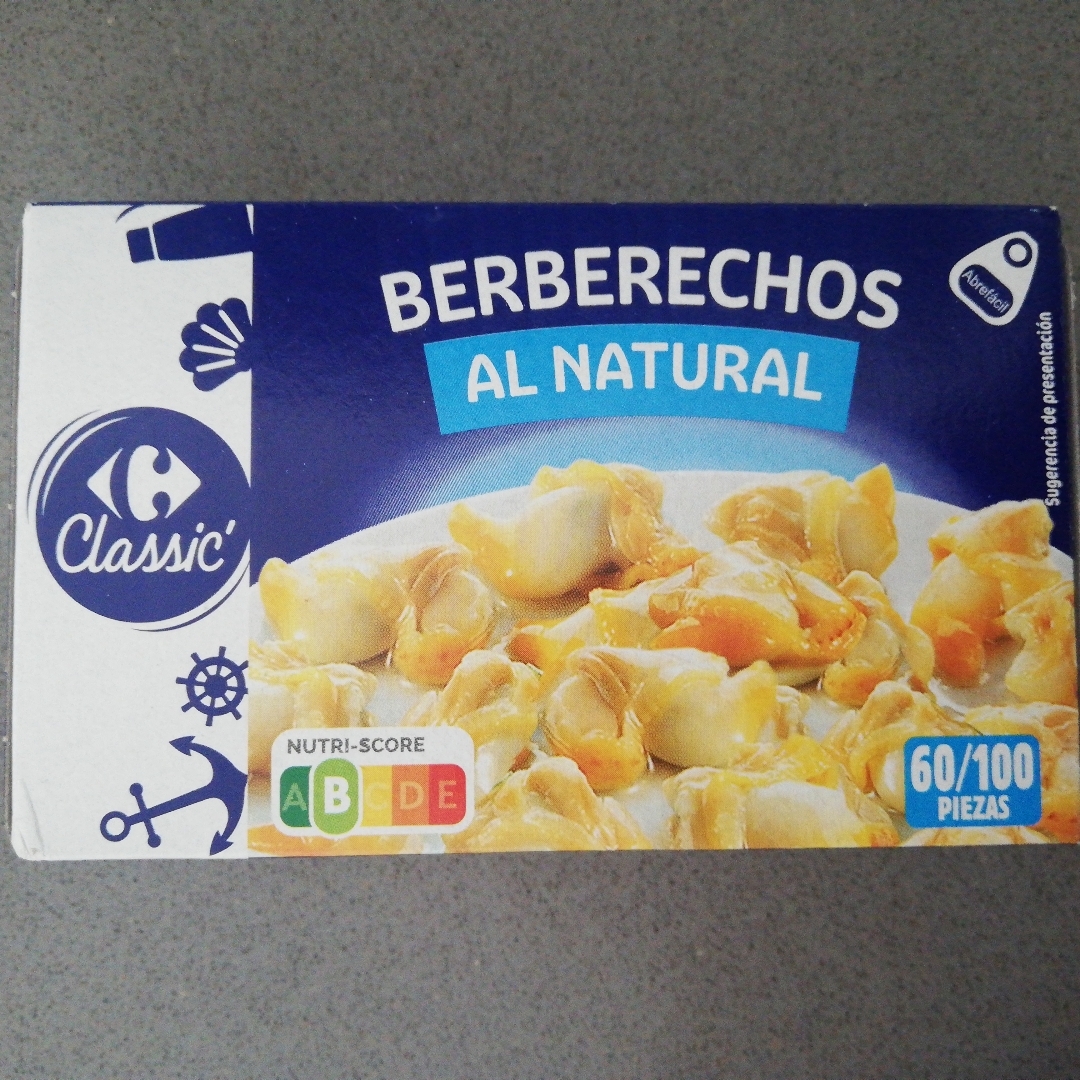 BERBERECHOS
AL NATURAL
Abrefácil
Sugerencia de presentación
Classic'
NUTRI-SCORE
A B C D E
60/100
PIEZAS